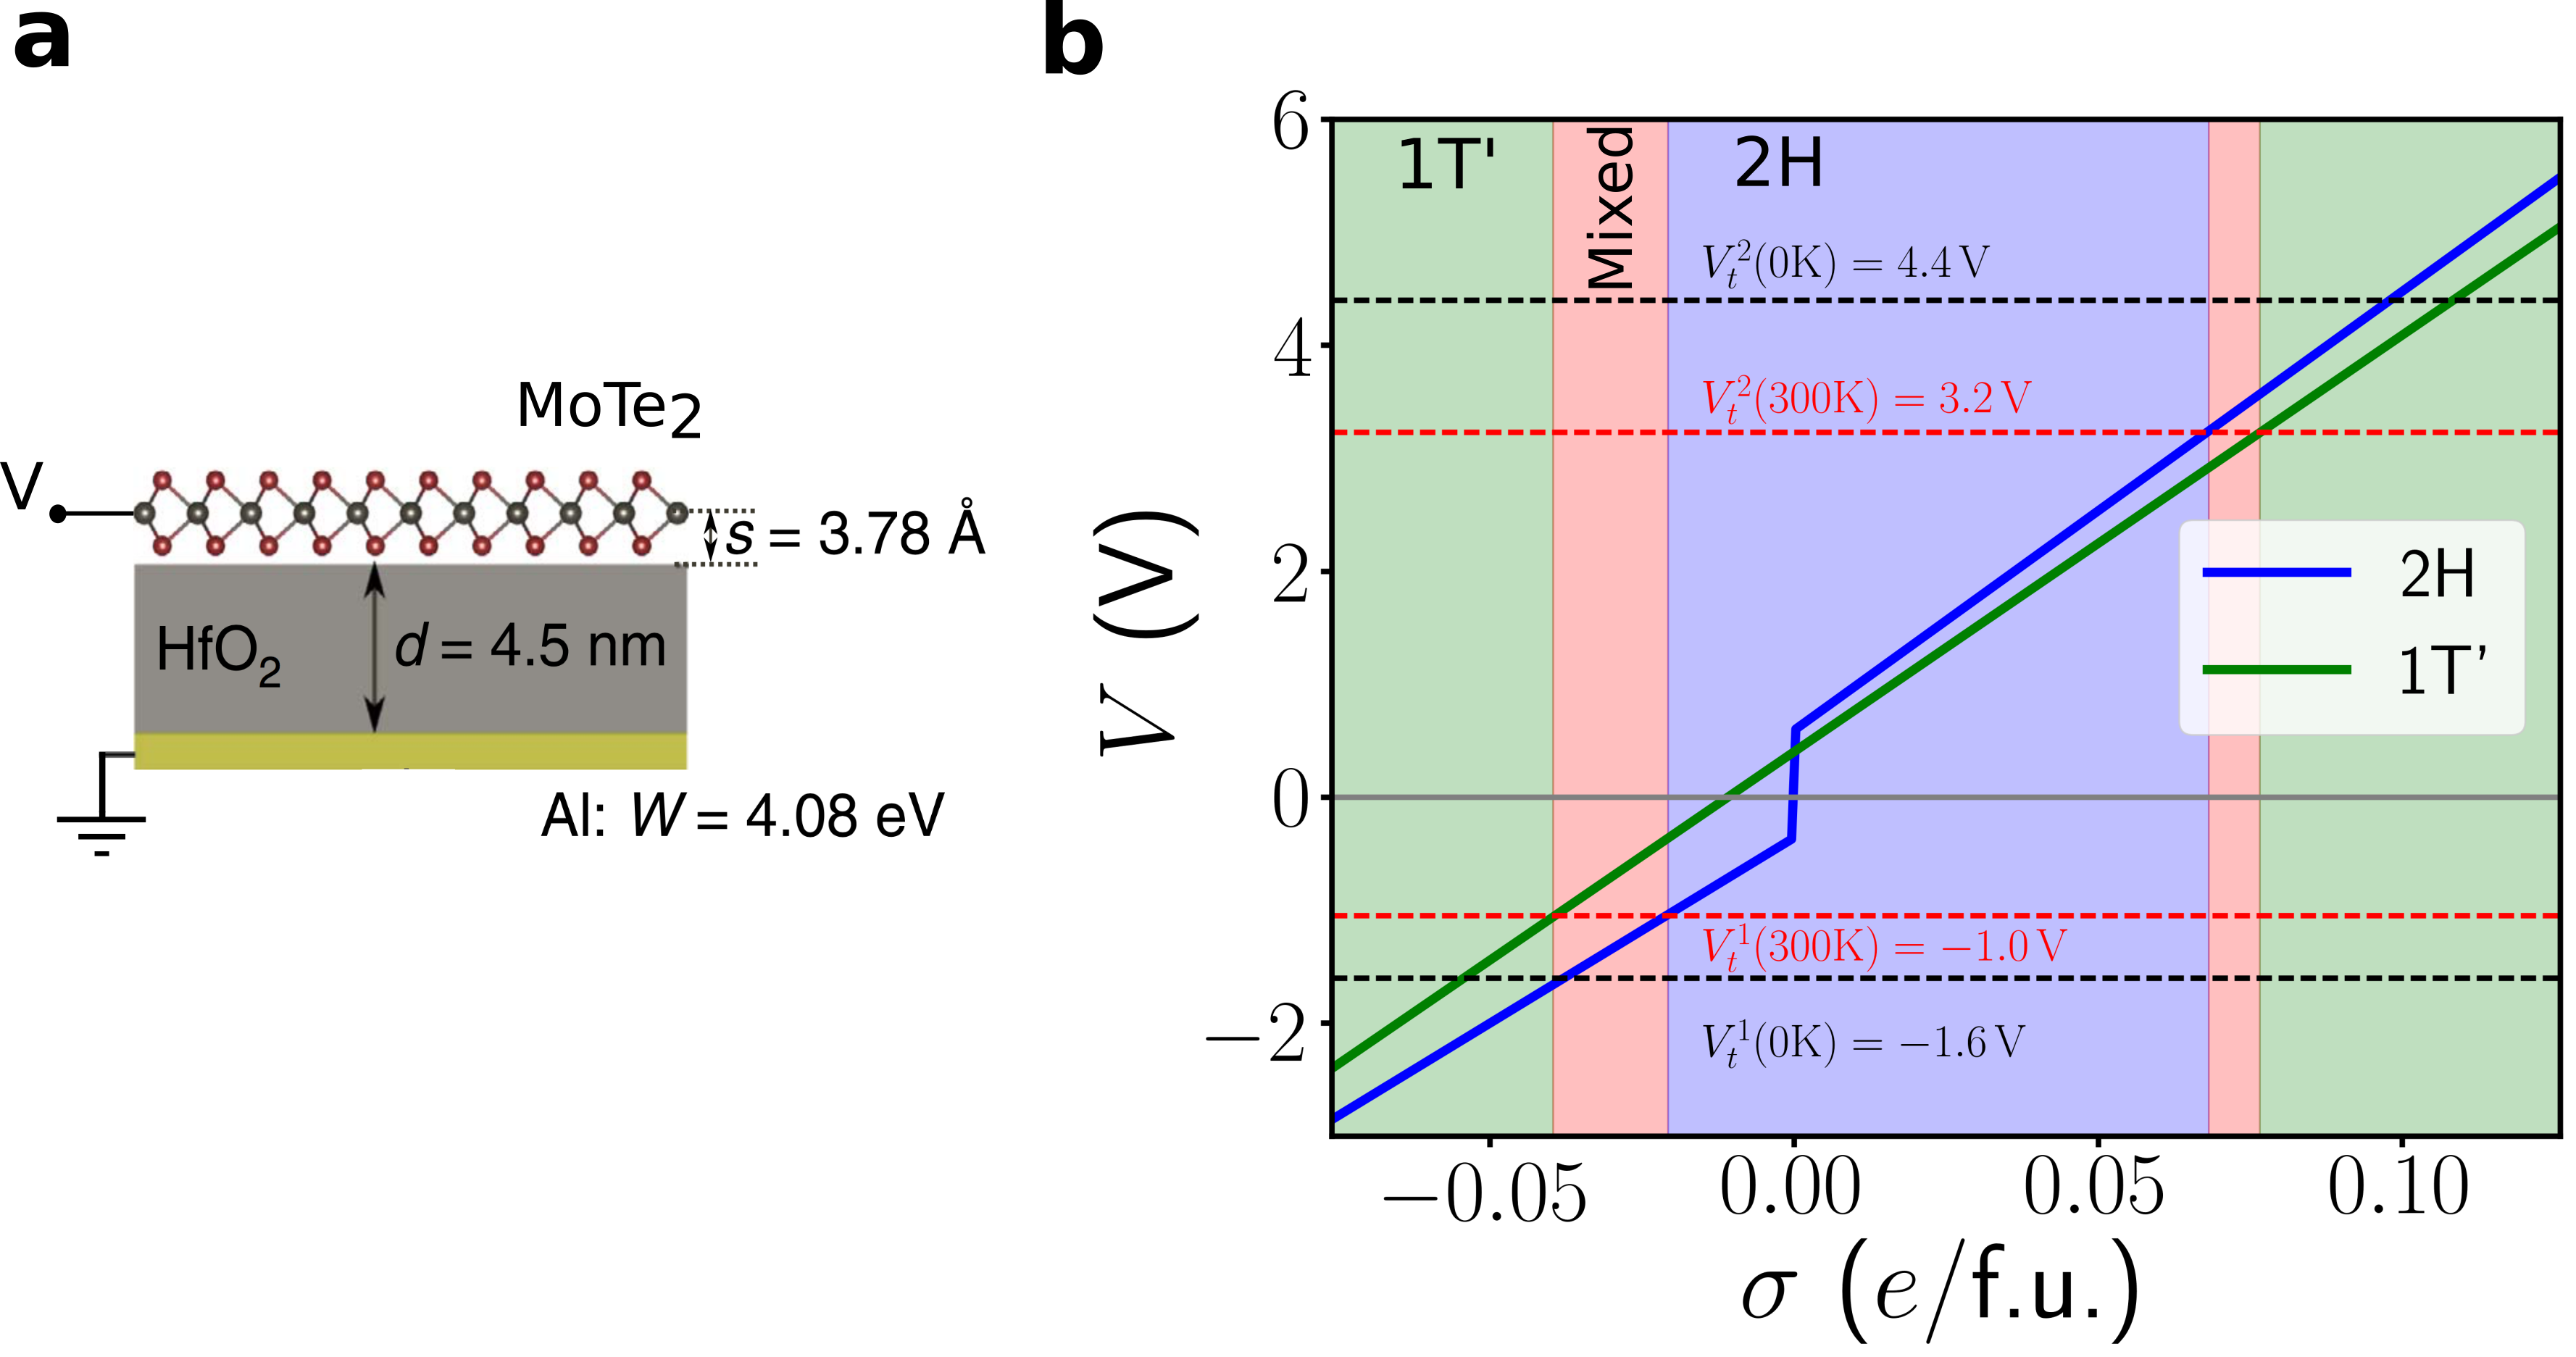 a
MoTe2
V
s = 3.78 Å
HfO2
d = 4.5 nm
Al: W = 4.08 eV
b
6
4
2
0
−2
V (V)
1T'
Mixed
2H
V_t^2(0K) = 4.4 V
V_t^2(300K) = 3.2 V
2H
1T’
V_t^1(300K) = −1.0 V
V_t^1(0K) = −1.6 V
−0.05 0.00 0.05 0.10
σ (e/f.u.)